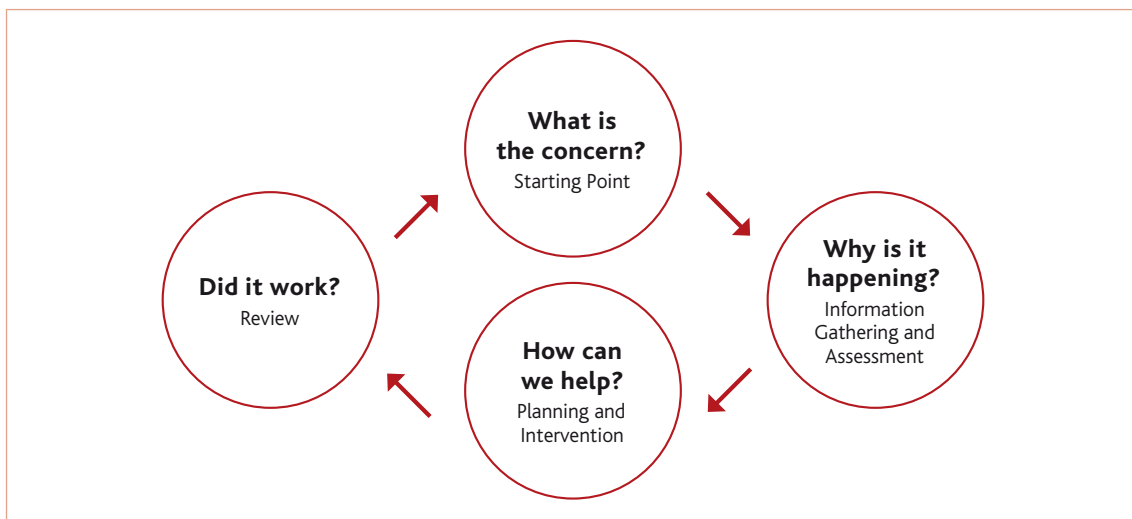 What is
the concern?
Starting Point
Why is it
happening?
Information
Gathering and
Assessment
How can
we help?
Planning and
Intervention
Did it work?
Review